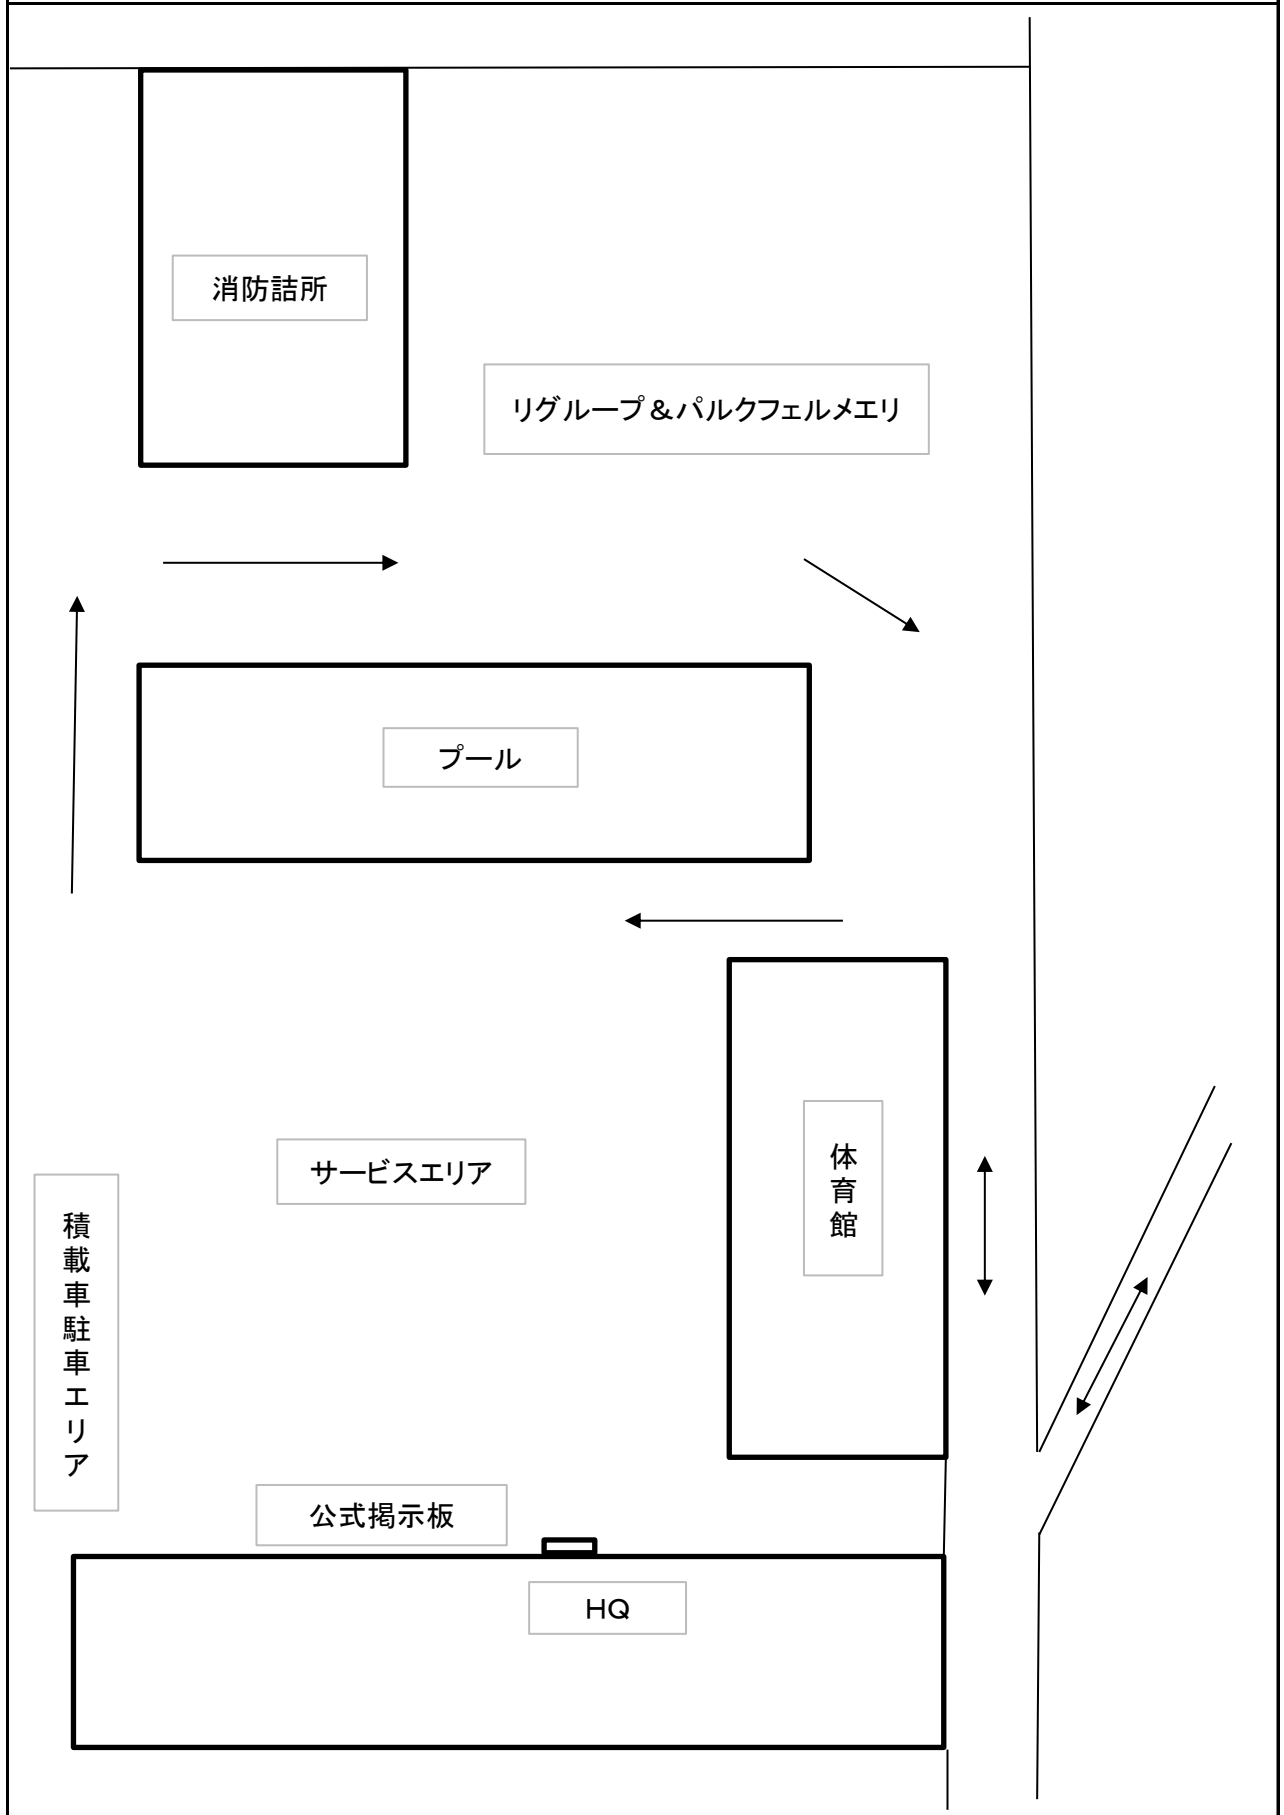 消防詰所
リグループ＆パルクフェルメエリ
プール
体育館
サービスエリア
積載車駐車エリア
公式掲示板
HQ